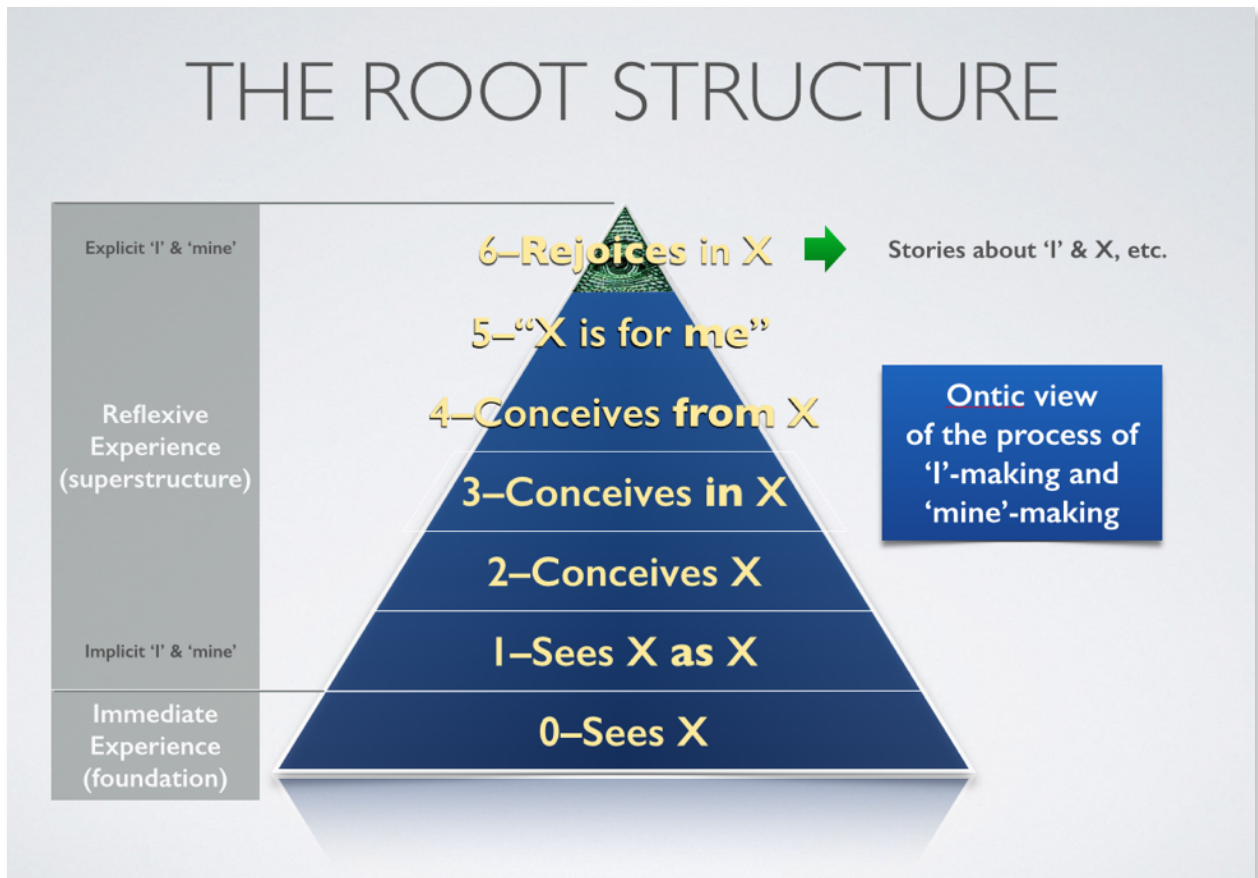 THE ROOT STRUCTURE
Explicit ‘I’ & ‘mine’
6–Rejoices in X
Stories about ‘I’ & X, etc.
5–“X is for me”
4–Conceives from X
Reflexive
Experience
(superstructure)
Ontic view
of the process of
‘I’-making and
‘mine’-making
3–Conceives in X
2–Conceives X
Implicit ‘I’ & ‘mine’
1–Sees X as X
Immediate
Experience
(foundation)
0–Sees X